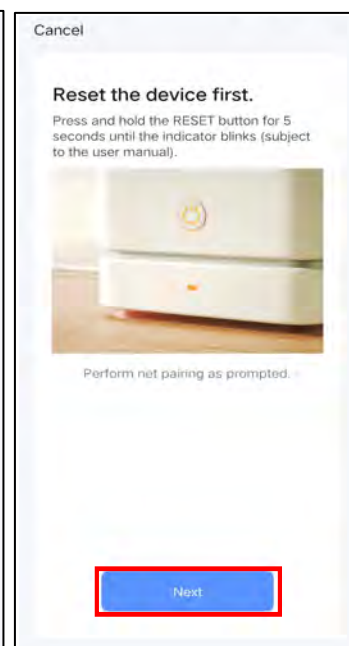 Cancel
Reset the device first.
Press and hold the RESET button for 5
seconds until the indicator blinks (subject
to the user manual).
Perform net pairing as prompted.
Next